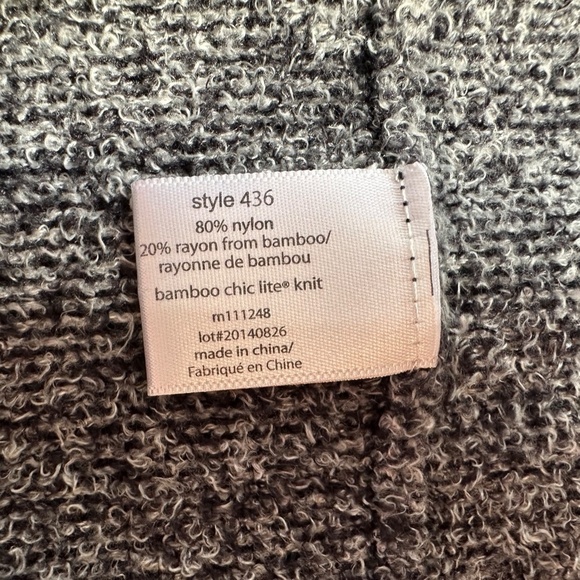 style 436
80% nylon
20% rayon from bamboo/
rayonne de bambou
bamboo chic lite® knit
rn111248
lot#20140826
made in china/
Fabriqué en Chine